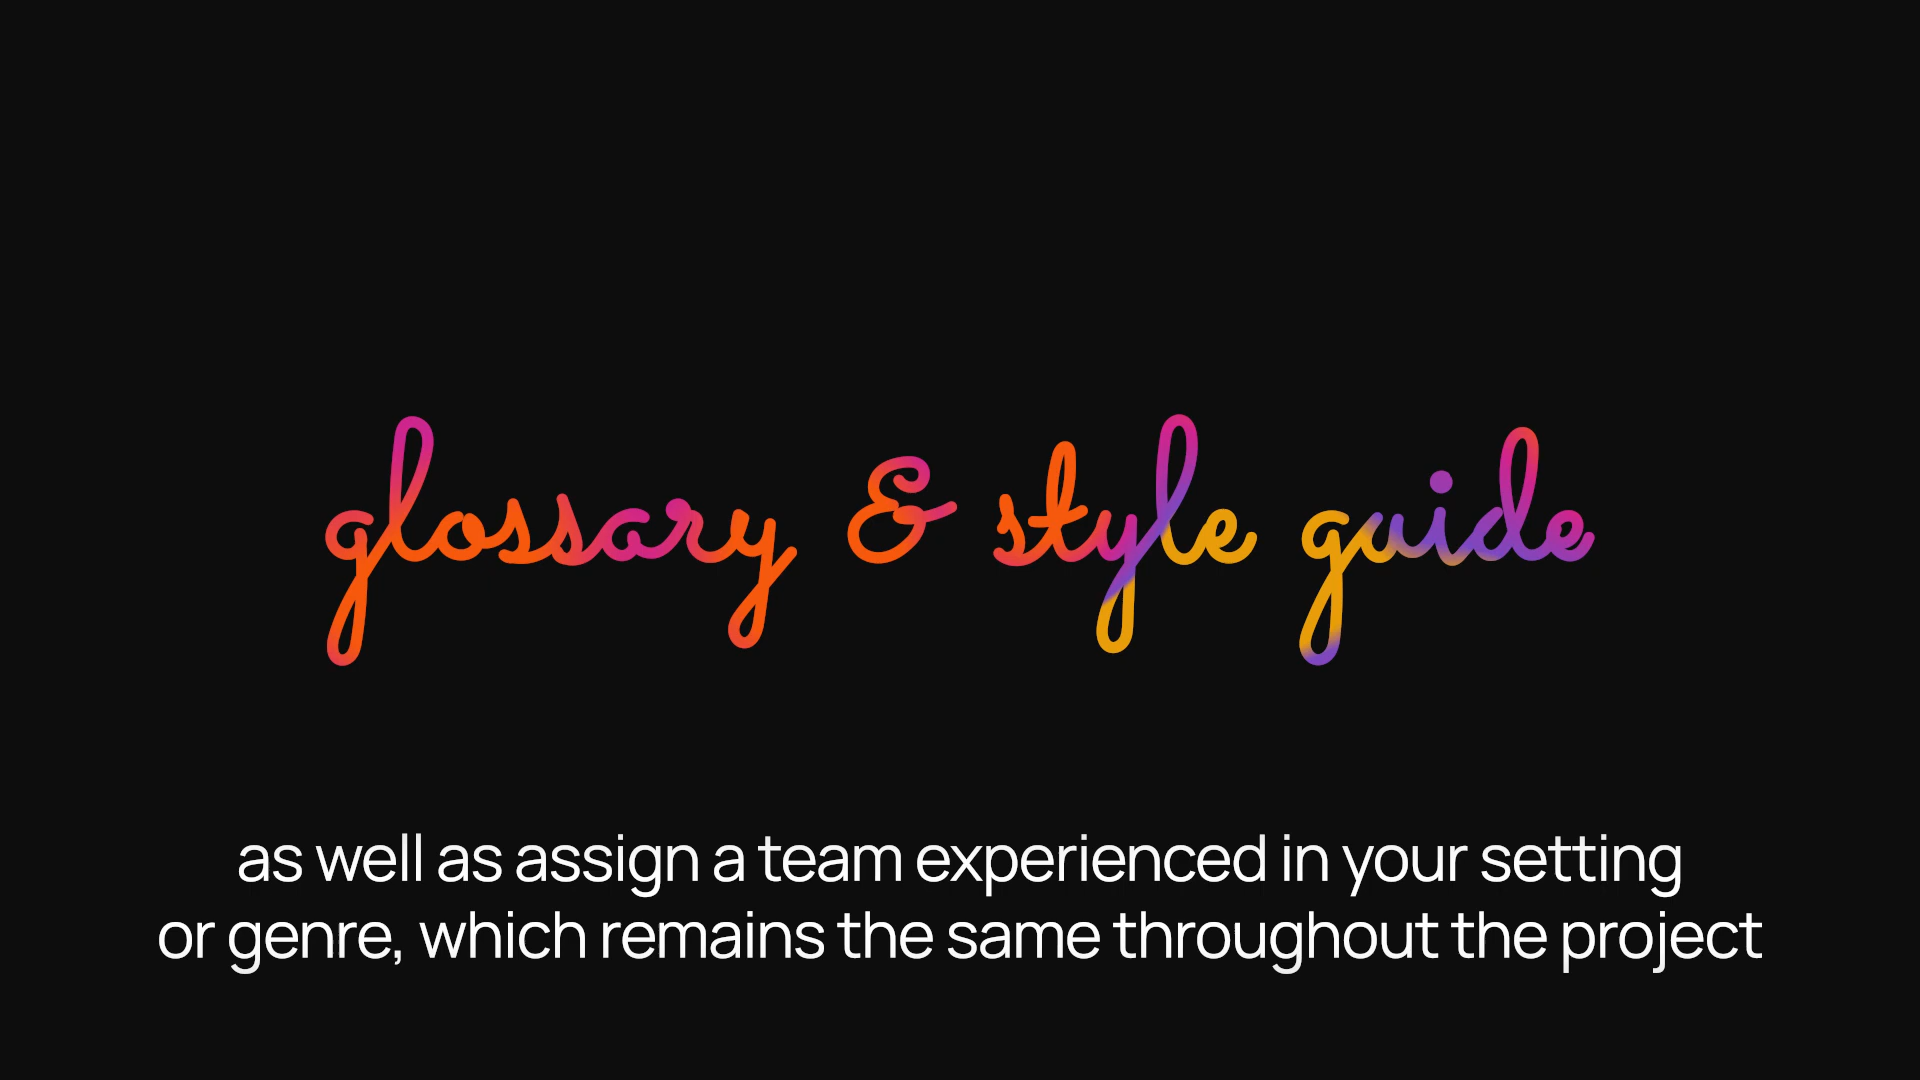 glossary & style guide
as well as assign a team experienced in your setting
or genre, which remains the same throughout the project